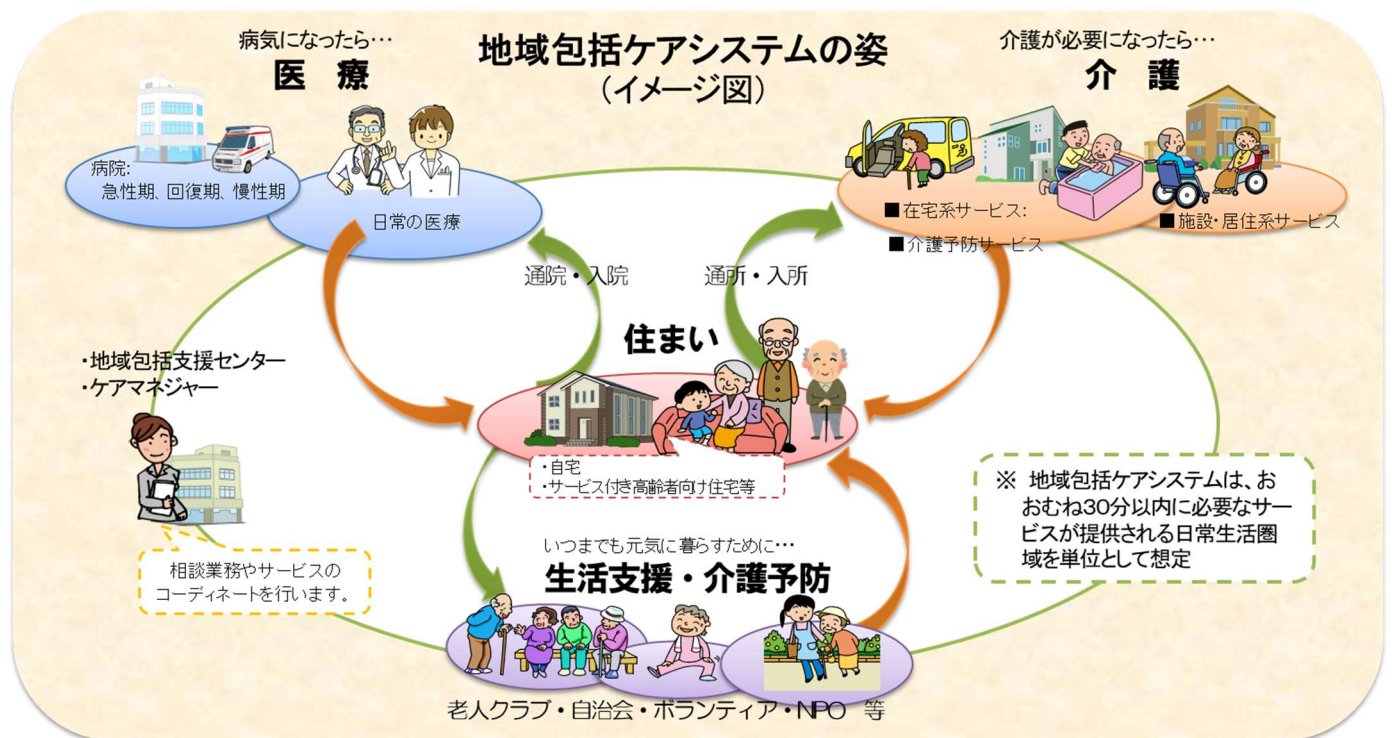 地域包括ケアシステムの姿
（イメージ図）
病気になったら･･･
医 療
病院:
急性期、回復期、慢性期
日常の医療
介護が必要になったら･･･
介 護
■在宅系サービス:
■介護予防サービス
■施設・居住系サービス
通院・入院
通所・入所
住まい
・自宅
・サービス付き高齢者向け住宅等
・地域包括支援センター
・ケアマネジャー
相談業務やサービスの
コーディネートを行います。
いつまでも元気に暮らすために･･･
生活支援・介護予防
老人クラブ・自治会・ボランティア・NPO 等
※ 地域包括ケアシステムは、お
おむね30分以内に必要なサー
ビスが提供される日常生活圏
域を単位として想定